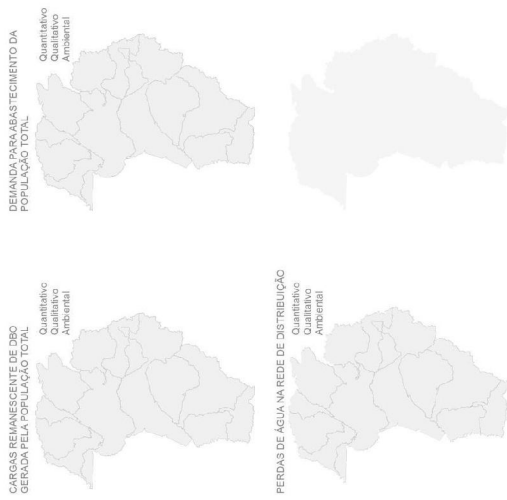 DEMANDA PARA ABASTECIMENTO DA
POPULAÇÃO TOTAL
Quantitativo
Qualitativo
Ambiental
CARGAS REMANESCENTE DE DBO
GERADA PELA POPULAÇÃO TOTAL
Quantitativo
Qualitativo
Ambiental
PERDAS DE ÁGUA NA REDE DE DISTRIBUIÇÃO
Quantitativo
Qualitativo
Ambiental